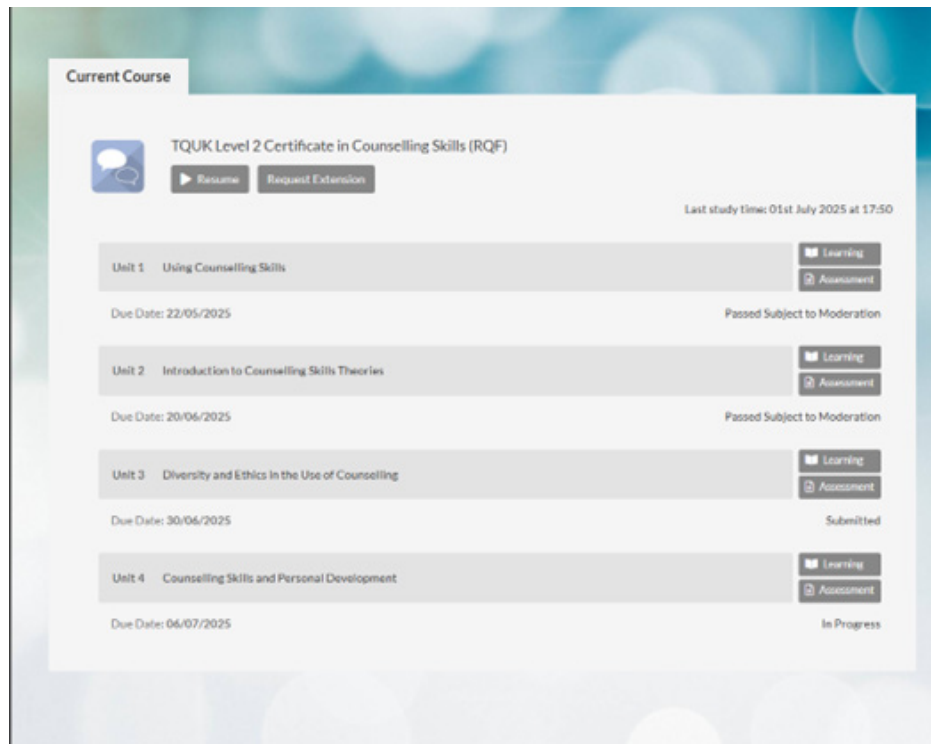 Current Course
TQUK Level 2 Certificate in Counselling Skills (RQF)
Resume Request Extension
Last study time: 01st July 2025 at 17:50
Unit 1 Using Counselling Skills
Learning
Assessment
Due Date: 22/05/2025 Passed Subject to Moderation
Unit 2 Introduction to Counselling Skills Theories
Learning
Assessment
Due Date: 20/06/2025 Passed Subject to Moderation
Unit 3 Diversity and Ethics in the Use of Counselling
Learning
Assessment
Due Date: 30/06/2025 Submitted
Unit 4 Counselling Skills and Personal Development
Learning
Assessment
Due Date: 06/07/2025 In Progress